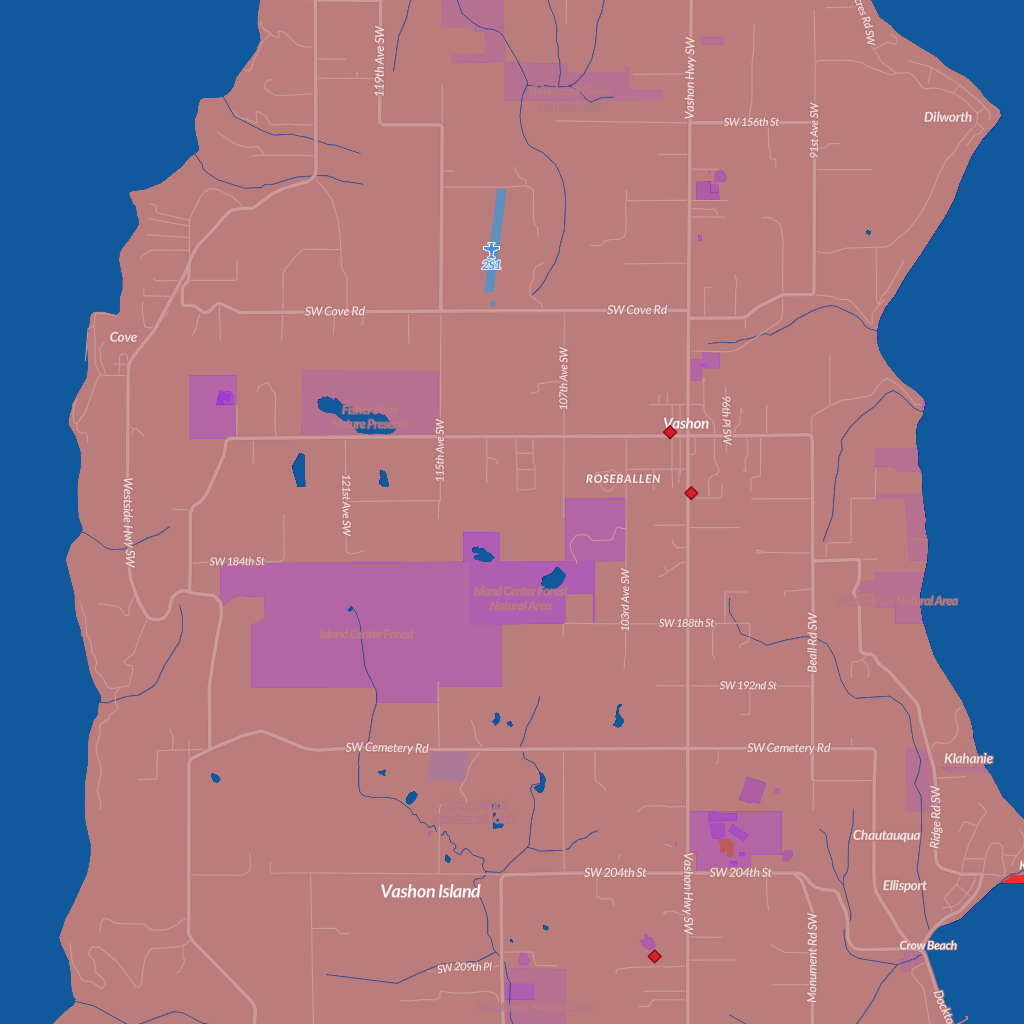 119th Ave SW
Vashon Hwy SW
SW 156th St
91st Ave SW
Dilworth
251
SW Cove Rd
SW Cove Rd
Cove
107th Ave SW
96th Pl SW
Nature Preserve
Vashon
115th Ave SW
121st Ave SW
ROSEBALLEN
Westside Hwy SW
SW 184th St
Island Center Forest
Natural Area
103rd Ave SW
Natural Area
SW 188th St
Island Center Forest
Beall Rd SW
SW 192nd St
SW Cemetery Rd
SW Cemetery Rd
Klahanie
Ridge Rd SW
Chautauqua
Vashon Hwy SW
SW 204th St
SW 204th St
Ellisport
Vashon Island
Monument Rd SW
Crow Beach
SW 209th Pl